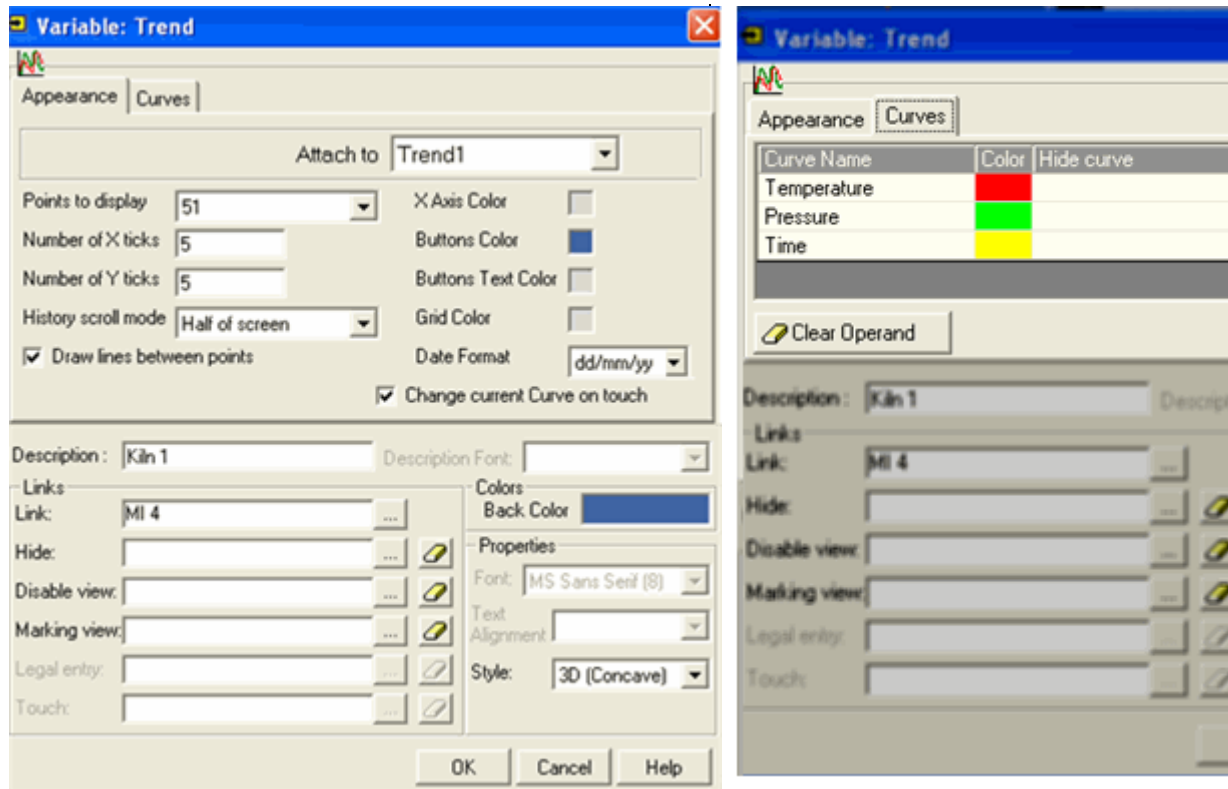 Variable: Trend
Appearance Curves
Attach to Trend1
Points to display 51 X Axis Color
Number of X ticks 5 Buttons Color
Number of Y ticks 5 Buttons Text Color
History scroll mode Half of screen Grid Color
Draw lines between points Date Format dd/mm/yy
Change current Curve on touch
Description : Kiln 1 Description Font:
Links Colors
Link: MI 4 ... Back Color
Hide: ... Properties
Font: MS Sans Serif (8)
Disable view: ...
Text
Marking view: ... Alignment
Legal entry: ... Style: 3D (Concave)
Touch: ...
OK Cancel Help
Variable: Trend
Appearance Curves
Curve Name Color Hide curve
Temperature
Pressure
Time
Clear Operand
Description : Kiln 1 Descript
Links
Link: MI 4 ...
Hide: ...
Disable view: ...
Marking view: ...
Legal entry: ...
Touch: ...